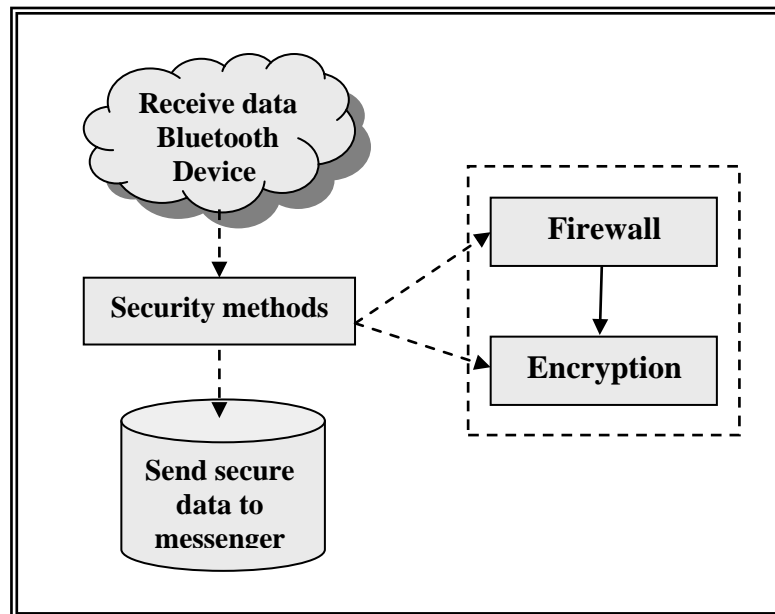 Receive data
Bluetooth
Device
Firewall
Security methods
Encryption
Send secure
data to
messenger